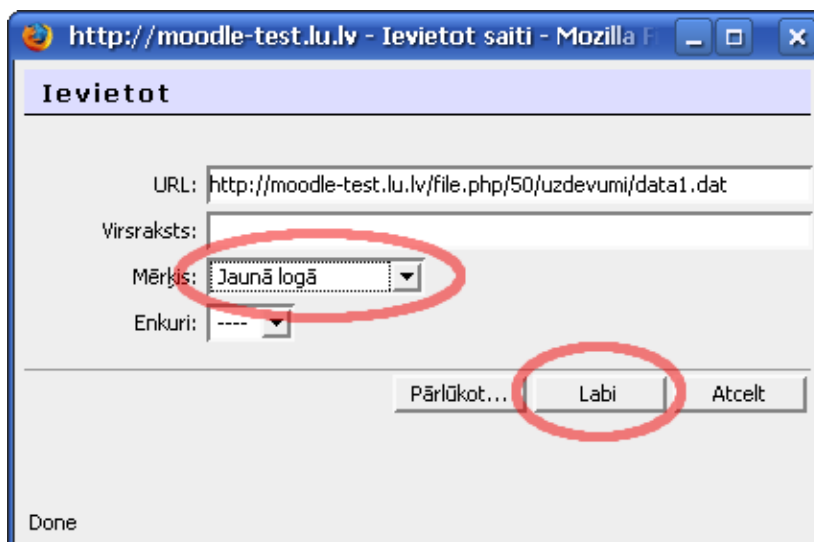 http://moodle-test.lu.lv - Ievietot saiti - Mozilla F
Ievietot
URL: http://moodle-test.lu.lv/file.php/50/uzdevumi/data1.dat
Virsraksts:
Mērķis: Jaunā logā
Enkuri: ----
Pārlūkot... Labi Atcelt
Done